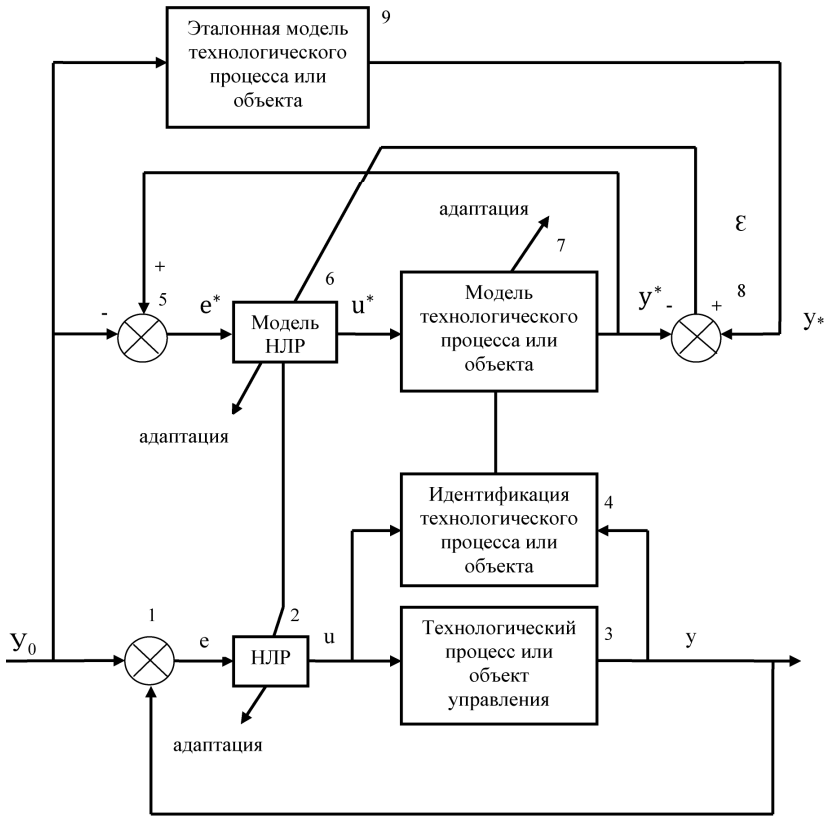 Эталонная модель
технологического
процесса или
объекта
9
адаптация
7
ε
+
5
-
e*
6
Модель
НЛР
u*
Модель
технологического
процесса или
объекта
y*
-
+
8
y*
адаптация
Идентификация
технологического
процесса или
объекта
4
1
У0
e
2
НЛР
u
Технологический
процесс или
объект
управления
3
y
адаптация